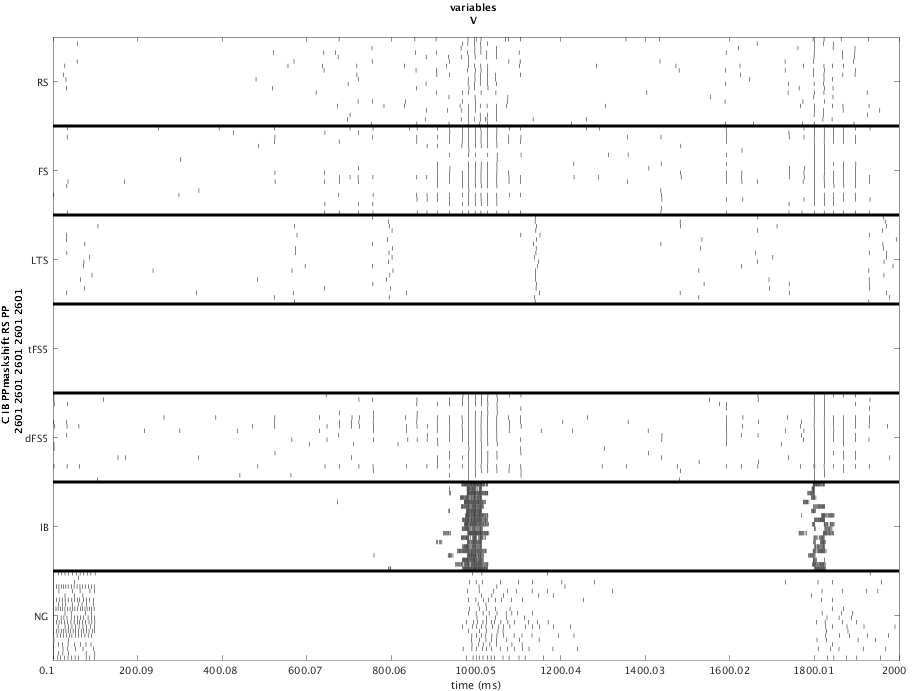 variables
V
RS
FS
LTS
tFS5
dFS5
IB
NG
C IB PPmaskshift RS PP
2601 2601 2601 2601 2601
0.1
200.09
400.08
600.07
800.06
1000.05
1200.04
1400.03
1600.02
1800.01
2000
time (ms)